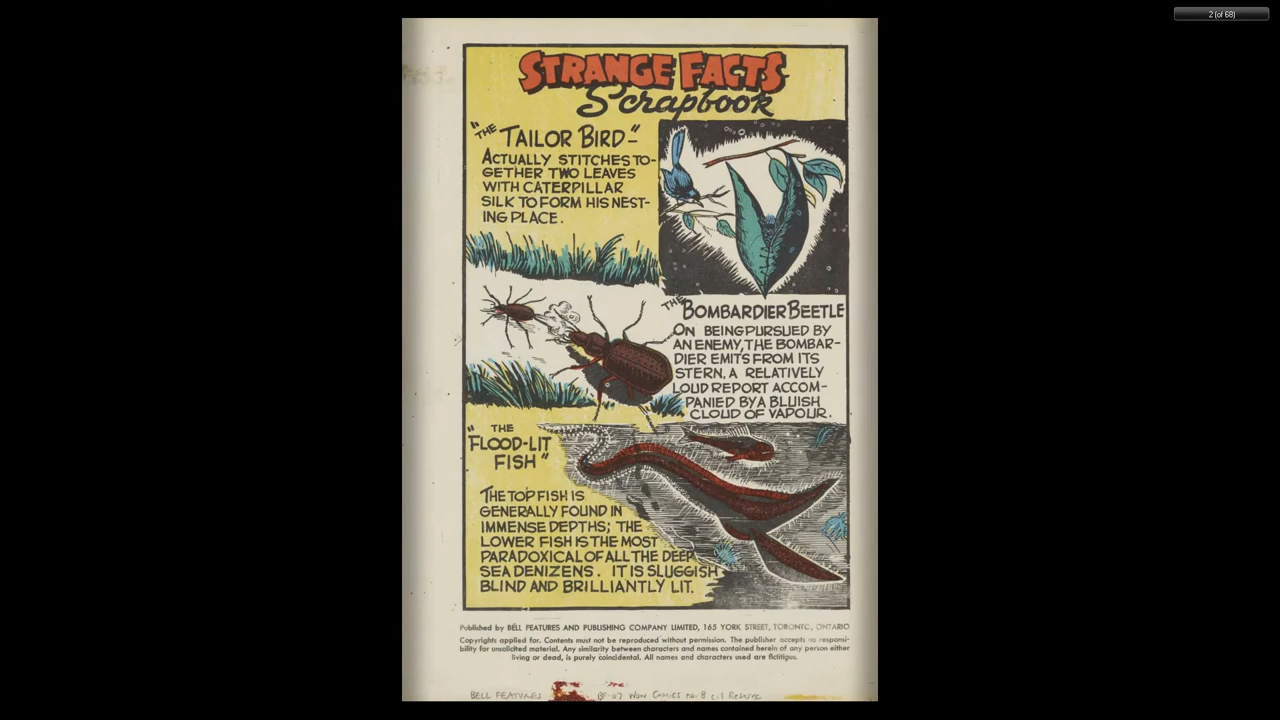 2 (of 68)
STRANGE FACTS
Scrapbook
"THE
TAILOR BIRD"
ACTUALLY STITCHES TO-
GETHER TWO LEAVES
WITH CATERPILLAR
SILK TO FORM HIS NEST-
ING PLACE.
THE
BOMBARDIER BEETLE
ON BEING PURSUED BY
AN ENEMY, THE BOMBAR-
DIER EMITS FROM ITS
STERN, A RELATIVELY
LOUD REPORT ACCOM-
PANIED BY A BLUISH
CLOUD OF VAPOUR.
"THE
FLOOD-LIT
FISH"
THE TOP FISH IS
GENERALLY FOUND IN
IMMENSE DEPTHS; THE
LOWER FISH IS THE MOST
PARADOXICAL OF ALL THE DEEP
SEA DENIZENS. IT IS SLUGGISH
BLIND AND BRILLIANTLY LIT.
Published by BELL FEATURES AND PUBLISHING COMPANY LIMITED, 165 YORK STREET, TORONTO, ONTARIO
Copyrights applied for. Contents must not be reproduced without permission. The publisher accepts no responsi-
bility for unsolicited material. Any similarity between characters and names contained herein of any person either
living or dead, is purely coincidental. All names and characters used are fictitious.
BELL FEATURES BF-07 Wow Comics no. 8 c.1 Reserve